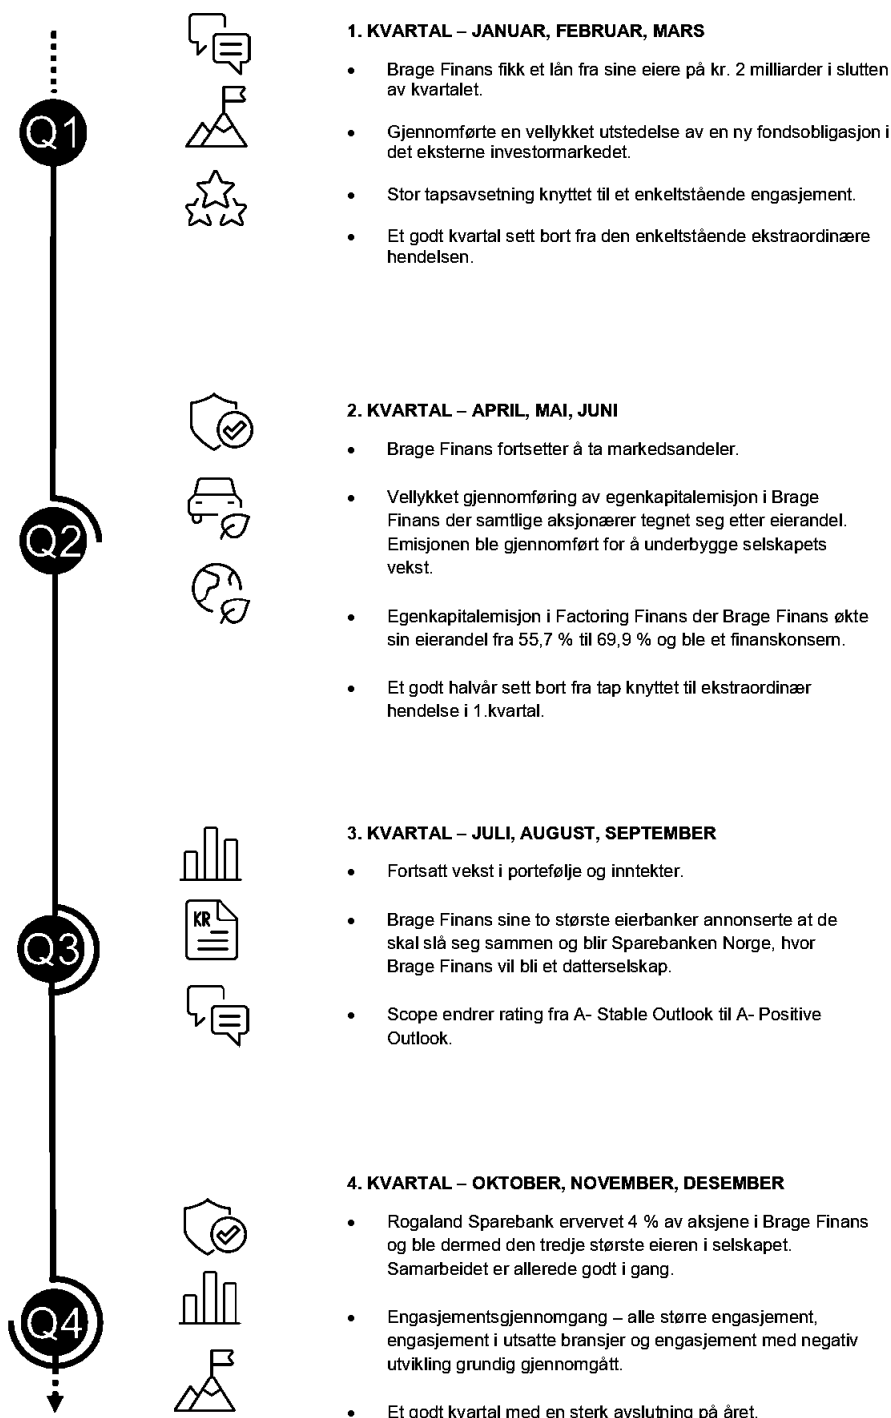 Q1
1. KVARTAL – JANUAR, FEBRUAR, MARS
• Brage Finans fikk et lån fra sine eiere på kr. 2 milliarder i slutten
av kvartalet.
• Gjennomførte en vellykket utstedelse av en ny fondsobligasjon i
det eksterne investormarkedet.
• Stor tapsavsetning knyttet til et enkeltstående engasjement.
• Et godt kvartal sett bort fra den enkeltstående ekstraordinære
hendelsen.
Q2
2. KVARTAL – APRIL, MAI, JUNI
• Brage Finans fortsetter å ta markedsandeler.
• Vellykket gjennomføring av egenkapitalemisjon i Brage
Finans der samtlige aksjonærer tegnet seg etter eierandel.
Emisjonen ble gjennomført for å underbygge selskapets
vekst.
• Egenkapitalemisjon i Factoring Finans der Brage Finans økte
sin eierandel fra 55,7 % til 69,9 % og ble et finanskonsern.
• Et godt halvår sett bort fra tap knyttet til ekstraordinær
hendelse i 1.kvartal.
Q3
KR
3. KVARTAL – JULI, AUGUST, SEPTEMBER
• Fortsatt vekst i portefølje og inntekter.
• Brage Finans sine to største eierbanker annonserte at de
skal slå seg sammen og blir Sparebanken Norge, hvor
Brage Finans vil bli et datterselskap.
• Scope endrer rating fra A- Stable Outlook til A- Positive
Outlook.
Q4
4. KVARTAL – OKTOBER, NOVEMBER, DESEMBER
• Rogaland Sparebank ervervet 4 % av aksjene i Brage Finans
og ble dermed den tredje største eieren i selskapet.
Samarbeidet er allerede godt i gang.
• Engasjementsgjennomgang – alle større engasjement,
engasjement i utsatte bransjer og engasjement med negativ
utvikling grundig gjennomgått.
• Et godt kvartal med en sterk avslutning på året.